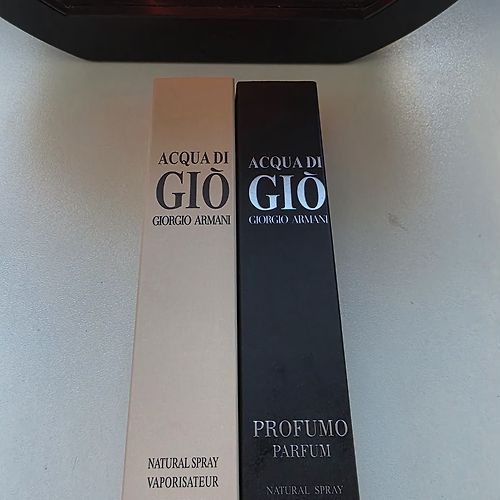 ACQUA DI
GIÒ
GIORGIO ARMANI
NATURAL SPRAY
VAPORISATEUR
ACQUA DI
GIÒ
GIORGIO ARMANI
PROFUMO
PARFUM
NATURAL SPRAY